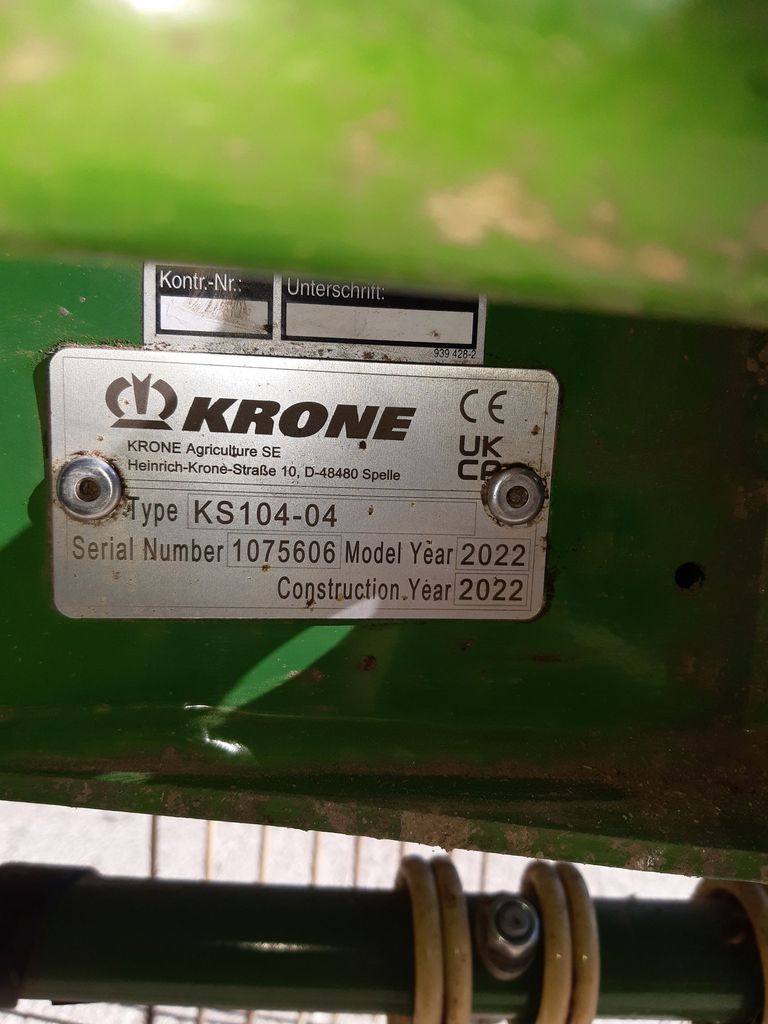 Kontr.-Nr.: Unterschrift:
939 428-2
KRONE
CE
KRONE Agriculture SE
UK
Heinrich-Krone-Straße 10, D-48480 Spelle
CA
Type KS104-04
Serial Number 1075606 Model Year 2022
Construction Year 2022